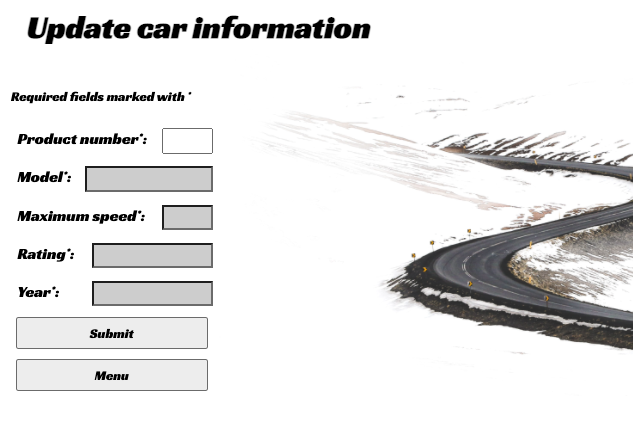 Update car information
Required fields marked with *
Product number*:
Model*:
Maximum speed*:
Rating*:
Year*:
Submit
Menu